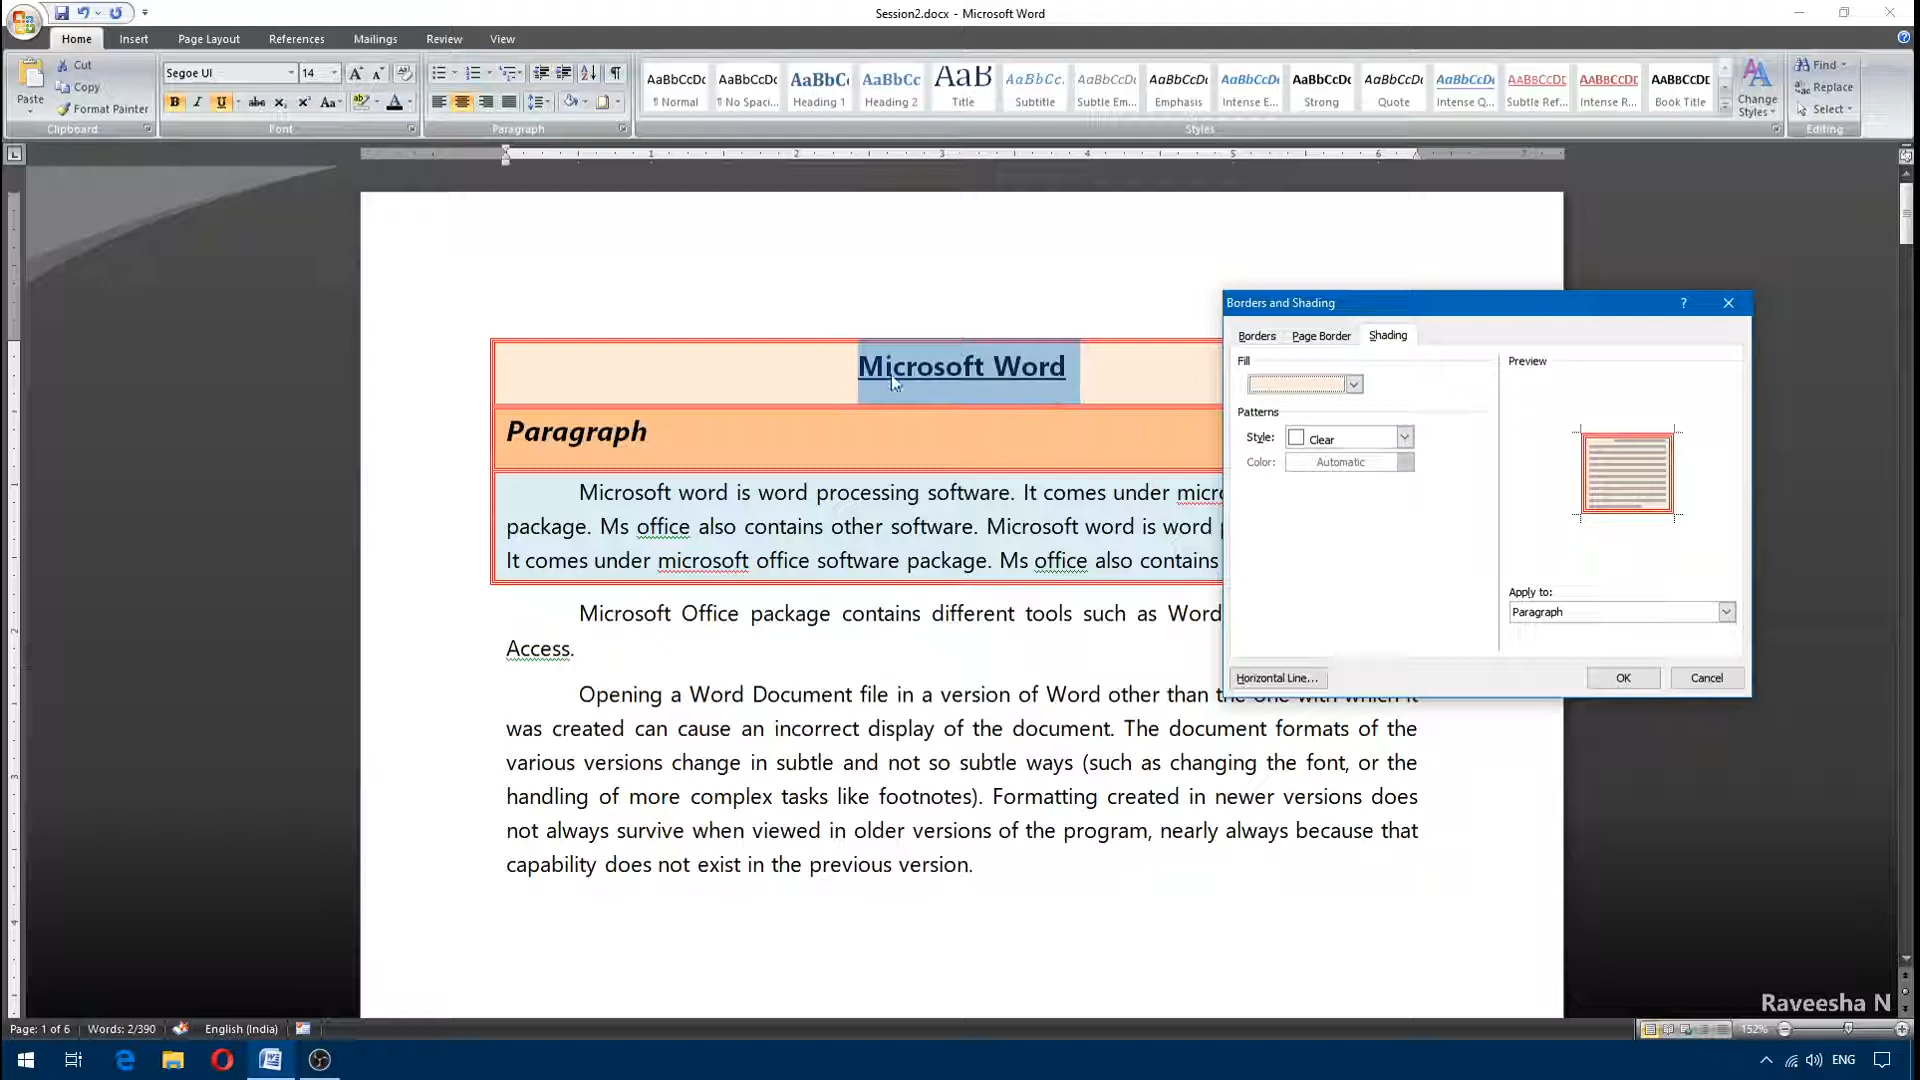 Session2.docx - Microsoft Word
Home Insert Page Layout References Mailings Review View
Paste
Cut
Copy
Format Painter
Clipboard
Segoe UI 14
Font
Paragraph
AaBbCcDc AaBbCcDc AaBbC AaBbCc AaB AaBbCc. AaBbCcDc AaBbCcDc AaBbCcDc AaBbCcDc AaBbCcDc AaBbCcDc AABBCCDE AABBCCDC AABBCCDC
¶ Normal ¶ No Spaci... Heading 1 Heading 2 Title Subtitle Subtle Em... Emphasis Intense E... Strong Quote Intense Q... Subtle Ref... Intense R... Book Title
Change
Styles
Styles
Find
Replace
Select
Editing
Microsoft Word
Paragraph
Microsoft word is word processing software. It comes under micro
package. Ms office also contains other software. Microsoft word is word
It comes under microsoft office software package. Ms office also contains
Microsoft Office package contains different tools such as Word
Access.
Opening a Word Document file in a version of Word other than the one with which it
was created can cause an incorrect display of the document. The document formats of the
various versions change in subtle and not so subtle ways (such as changing the font, or the
handling of more complex tasks like footnotes). Formatting created in newer versions does
not always survive when viewed in older versions of the program, nearly always because that
capability does not exist in the previous version.
Borders and Shading
Borders Page Border Shading
Fill
Patterns
Style: Clear
Color: Automatic
Preview
Apply to:
Paragraph
Horizontal Line...
OK
Cancel
Raveesha N
Page: 1 of 6 Words: 2/390 English (India)
152%
ENG